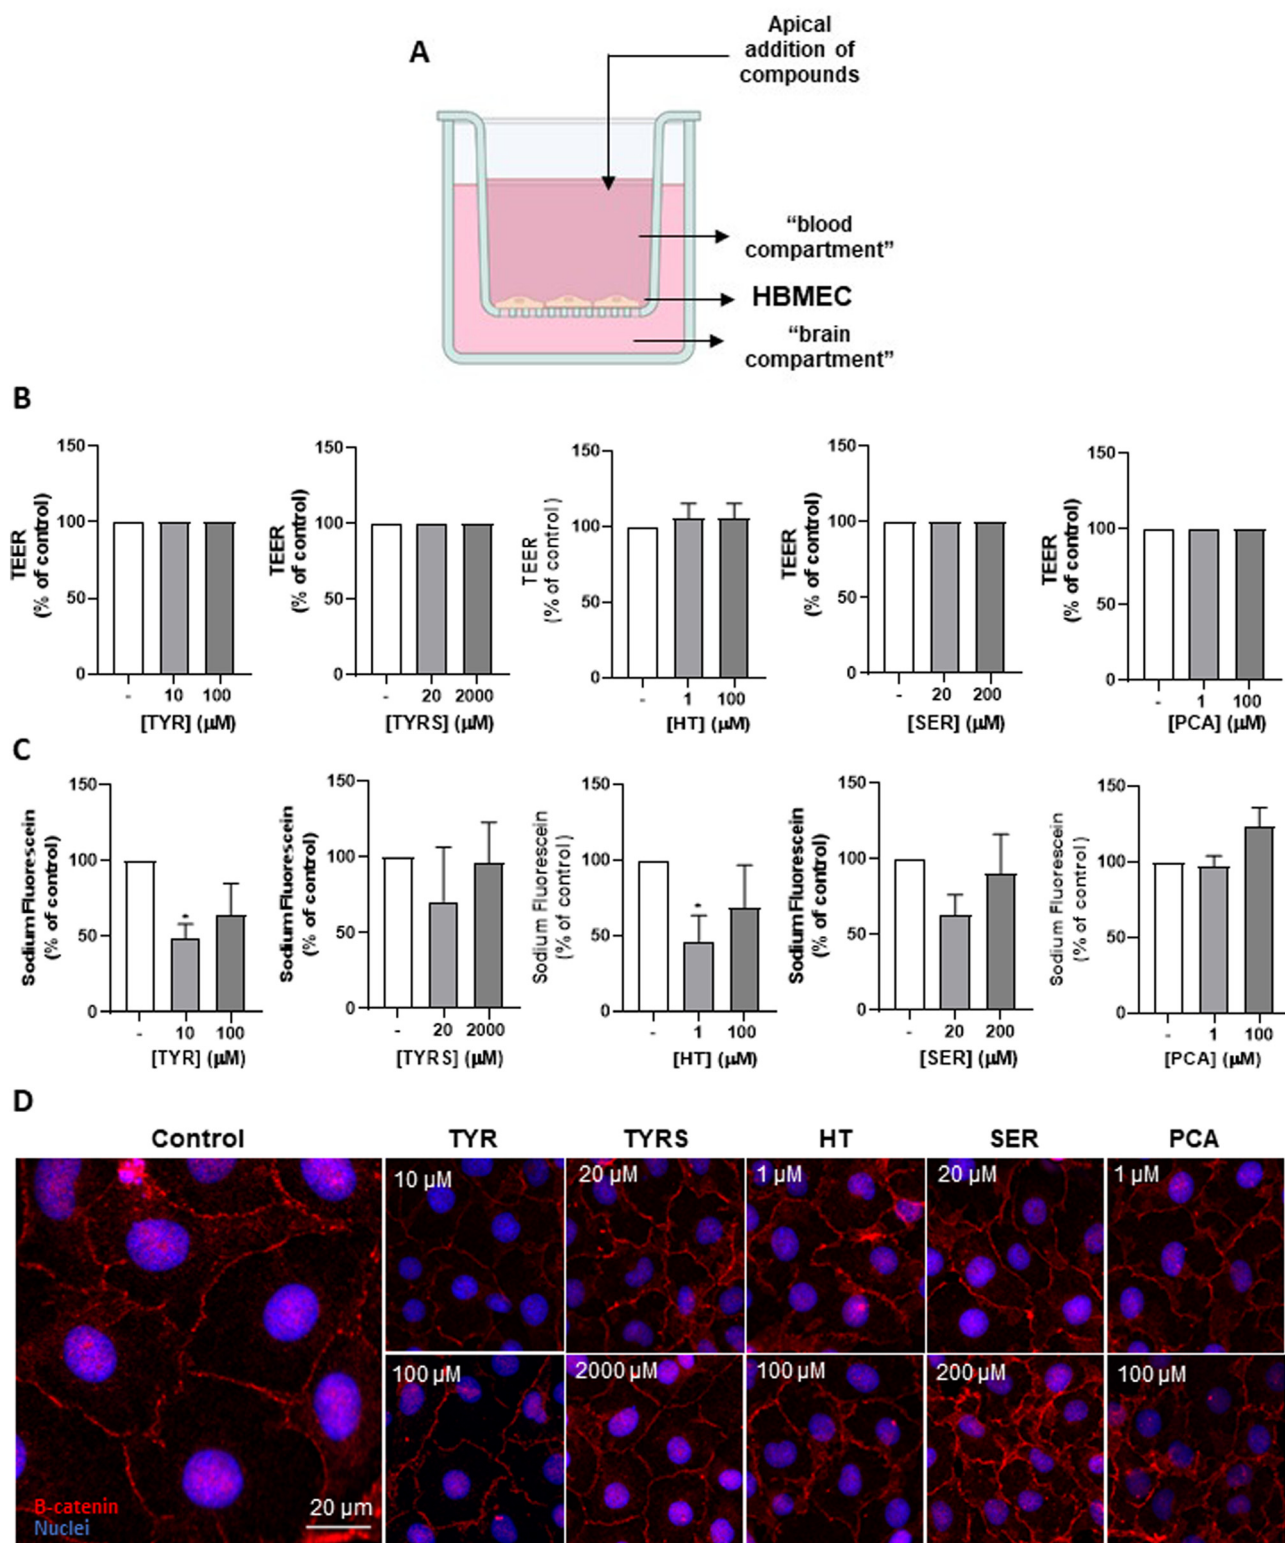 A
Apical
addition of
compounds
“blood
compartment”
HBMEC
“brain
compartment”
B
TEER
(% of control)
150
100
50
0
- 10 100
[TYR] (µM)
TEER
(% of control)
150
100
50
0
- 20 2000
[TYRS] (µM)
TEER
(% of control)
150
100
50
0
- 1 100
[HT] (µM)
TEER
(% of control)
150
100
50
0
- 20 200
[SER] (µM)
TEER
(% of control)
150
100
50
0
- 1 100
[PCA] (µM)
C
Sodium Fluorescein
(% of control)
150
100
50
0
*
- 10 100
[TYR] (µM)
Sodium Fluorescein
(% of control)
150
100
50
0
- 20 2000
[TYRS] (µM)
Sodium Fluorescein
(% of control)
150
100
50
0
*
- 1 100
[HT] (µM)
Sodium Fluorescein
(% of control)
150
100
50
0
- 20 200
[SER] (µM)
Sodium Fluorescein
(% of control)
150
100
50
0
- 1 100
[PCA] (µM)
D
Control TYR TYRS HT SER PCA
10 µM 20 µM 1 µM 20 µM 1 µM
100 µM 2000 µM 100 µM 200 µM 100 µM
B-catenin
Nuclei
20 µm